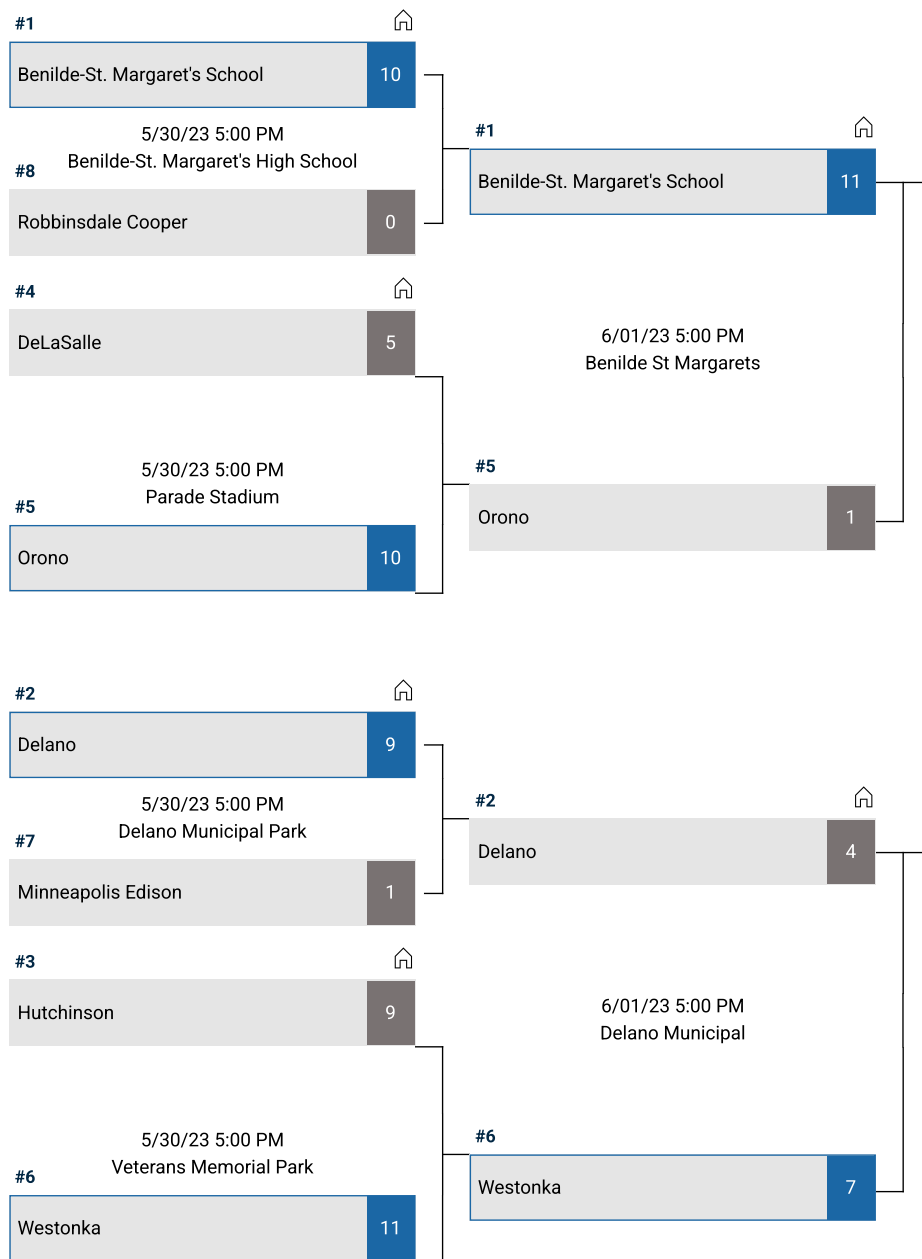 #1
Benilde-St. Margaret's School 10
5/30/23 5:00 PM
Benilde-St. Margaret's High School
#8
Robbinsdale Cooper 0
#4
DeLaSalle 5
5/30/23 5:00 PM
Parade Stadium
#5
Orono 10
#1
Benilde-St. Margaret's School 11
6/01/23 5:00 PM
Benilde St Margarets
#5
Orono 1
#2
Delano 9
5/30/23 5:00 PM
Delano Municipal Park
#7
Minneapolis Edison 1
#3
Hutchinson 9
5/30/23 5:00 PM
Veterans Memorial Park
#6
Westonka 11
#2
Delano 4
6/01/23 5:00 PM
Delano Municipal
#6
Westonka 7